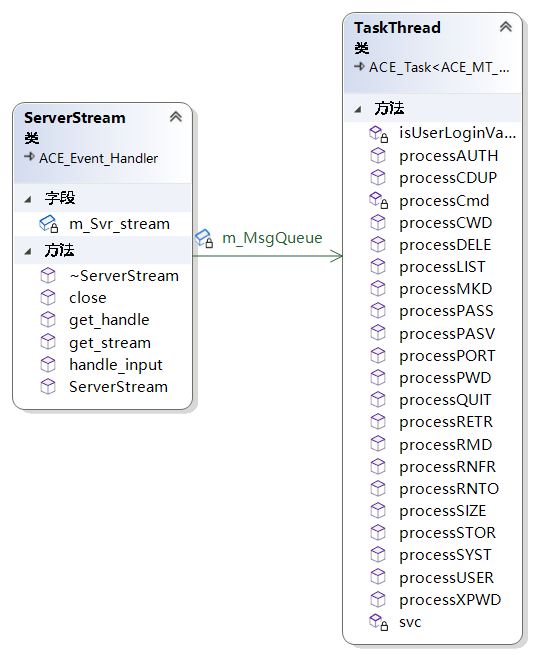 ServerStream
类
ACE_Event_Handler
字段
m_Svr_stream
方法
~ServerStream
close
get_handle
get_stream
handle_input
ServerStream
m_MsgQueue
TaskThread
类
ACE_Task<ACE_MT_...
方法
isUserLoginVa...
processAUTH
processCDUP
processCmd
processCWD
processDELE
processLIST
processMKD
processPASS
processPASV
processPORT
processPWD
processQUIT
processRETR
processRMD
processRNFR
processRNTO
processSIZE
processSTOR
processSYST
processUSER
processXPWD
svc